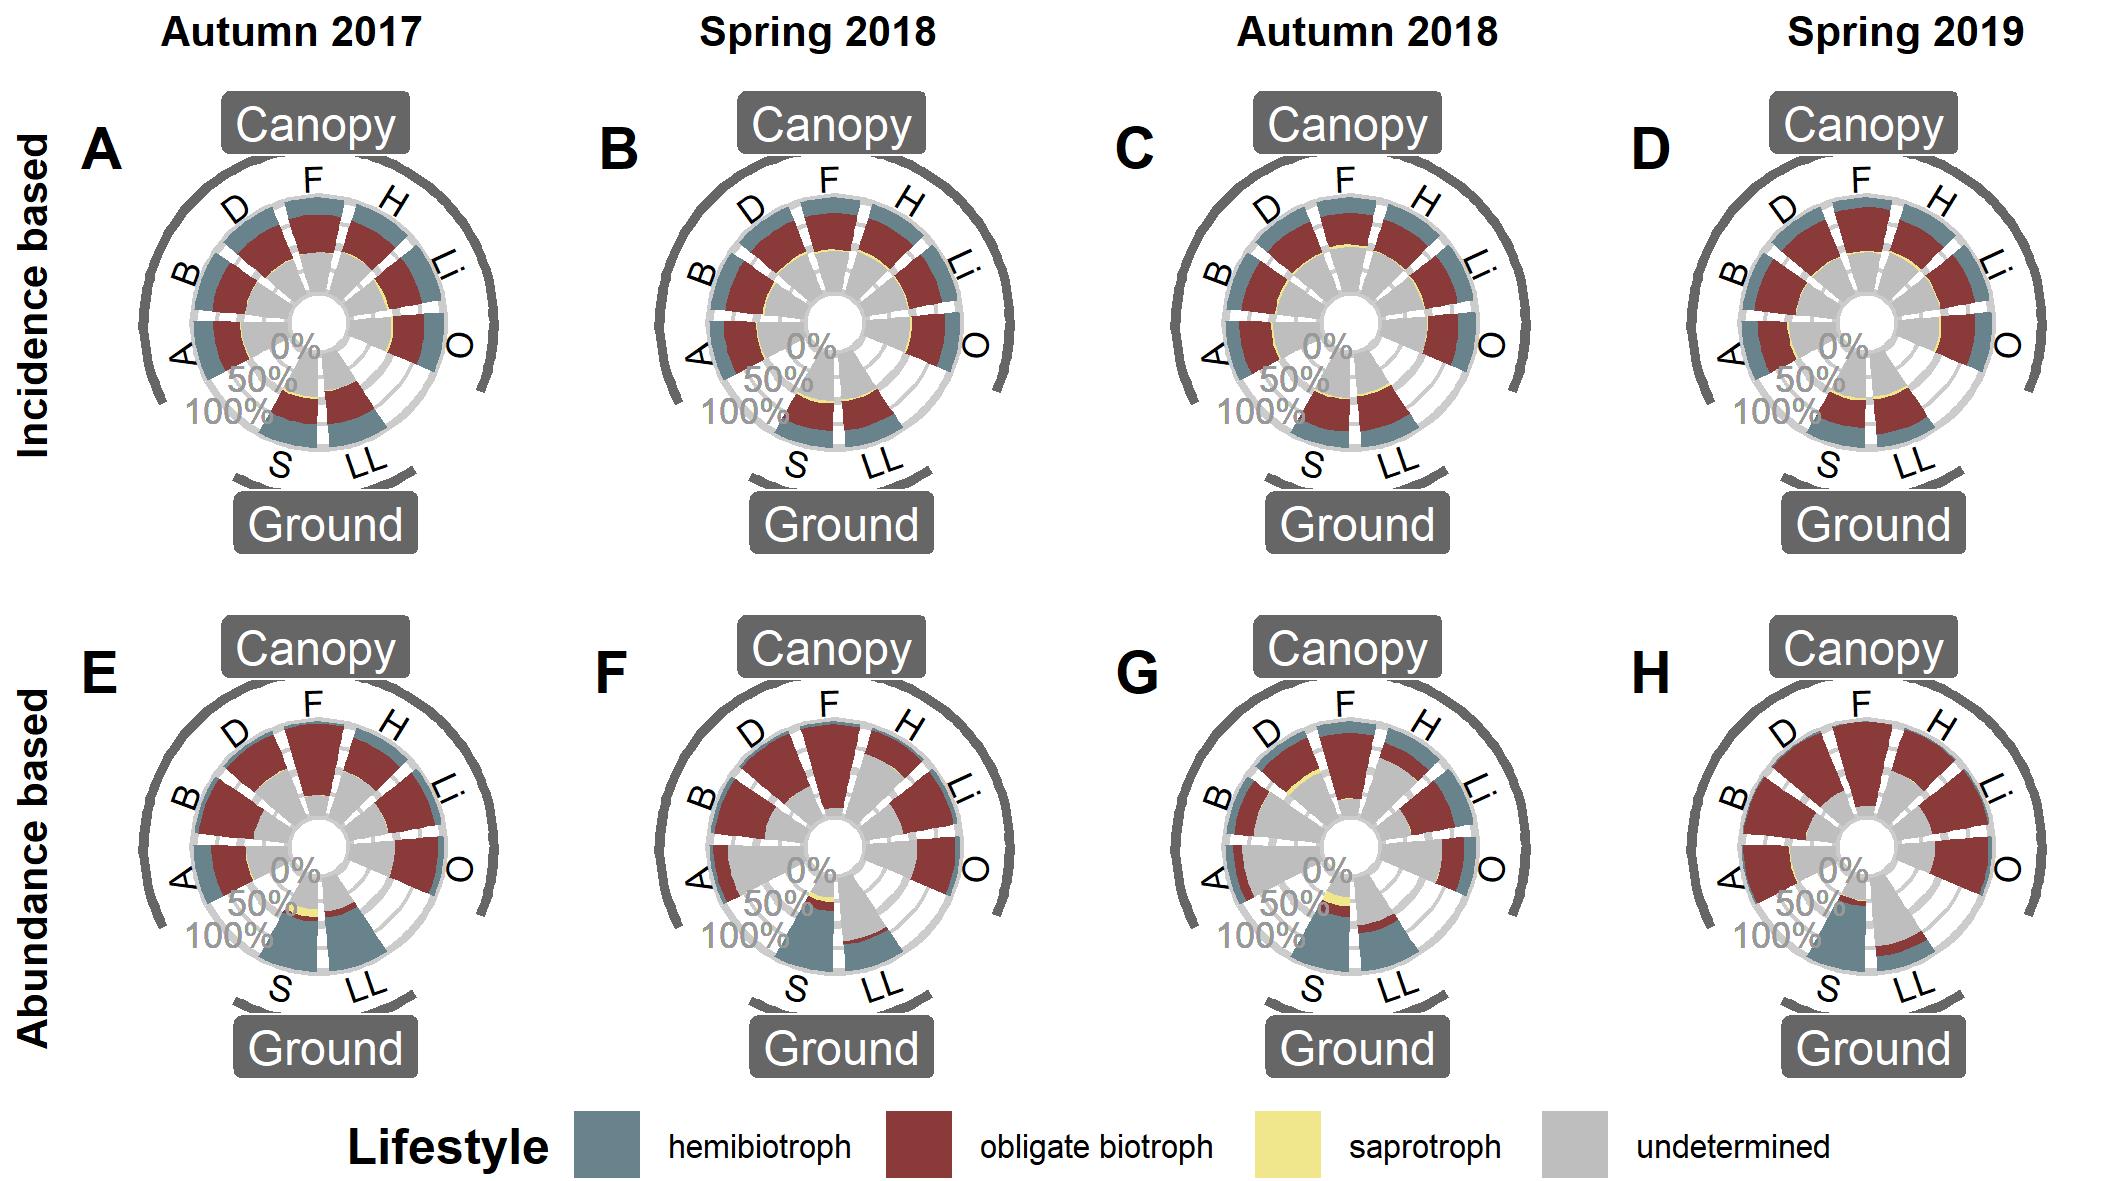 Autumn 2017
Spring 2018
Autumn 2018
Spring 2019
Incidence based
A
Canopy
A
B
D
F
H
Li
O
0%
50%
100%
S
LL
Ground
B
Canopy
A
B
D
F
H
Li
O
0%
50%
100%
S
LL
Ground
C
Canopy
A
B
D
F
H
Li
O
0%
50%
100%
S
LL
Ground
D
Canopy
A
B
D
F
H
Li
O
0%
50%
100%
S
LL
Ground
Abundance based
E
Canopy
A
B
D
F
H
Li
O
0%
50%
100%
S
LL
Ground
F
Canopy
A
B
D
F
H
Li
O
0%
50%
100%
S
LL
Ground
G
Canopy
A
B
D
F
H
Li
O
0%
50%
100%
S
LL
Ground
H
Canopy
A
B
D
F
H
Li
O
0%
50%
100%
S
LL
Ground
Lifestyle hemibiotroph obligate biotroph saprotroph undetermined